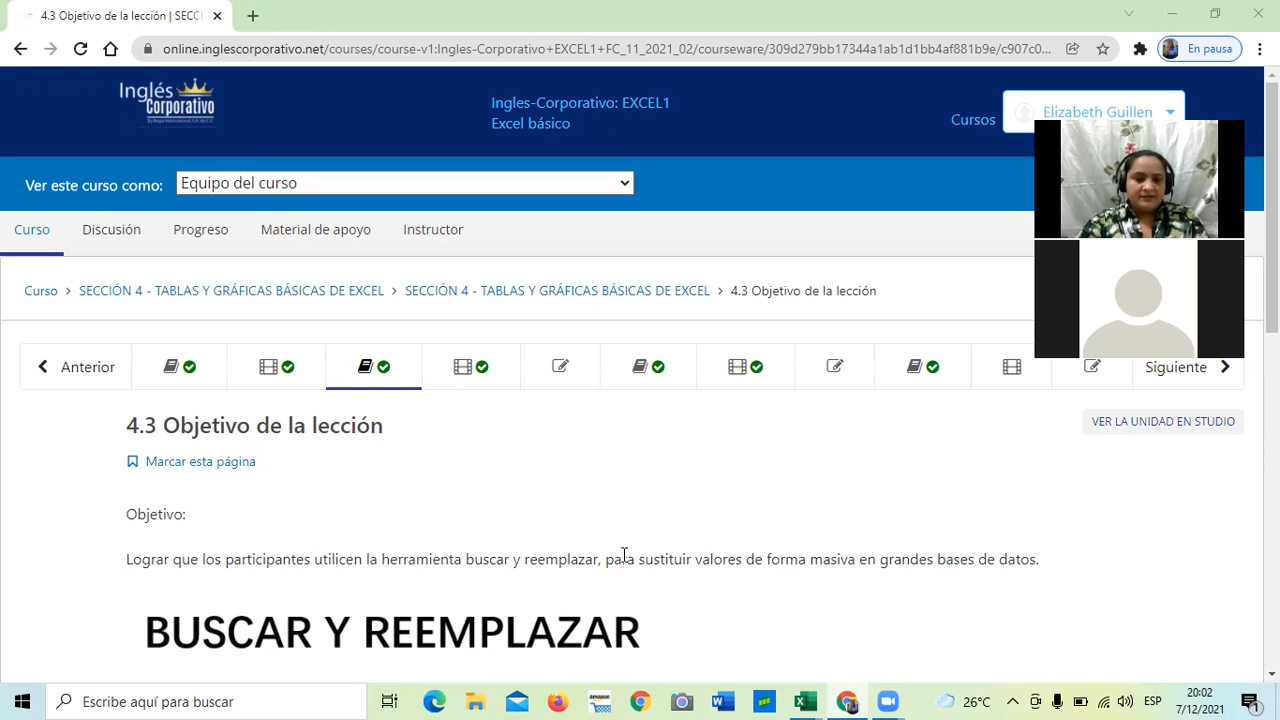 4.3 Objetivo de la lección | SECCI
online.inglescorporativo.net/courses/course-v1:Ingles-Corporativo+EXCEL1+FC_11_2021_02/courseware/309d279bb17344a1ab1d1bb4af881b9e/c907c0...
En pausa
Inglés
Corporativo
Ingles-Corporativo: EXCEL1
Excel básico
Cursos
Elizabeth Guillen
Ver este curso como:
Equipo del curso
Curso
Discusión
Progreso
Material de apoyo
Instructor
Curso > SECCIÓN 4 - TABLAS Y GRÁFICAS BÁSICAS DE EXCEL > SECCIÓN 4 - TABLAS Y GRÁFICAS BÁSICAS DE EXCEL > 4.3 Objetivo de la lección
Anterior
Siguiente
4.3 Objetivo de la lección
VER LA UNIDAD EN STUDIO
Marcar esta página
Objetivo:
Lograr que los participantes utilicen la herramienta buscar y reemplazar, para sustituir valores de forma masiva en grandes bases de datos.
BUSCAR Y REEMPLAZAR
Escribe aquí para buscar
26°C
ESP
20:02
7/12/2021